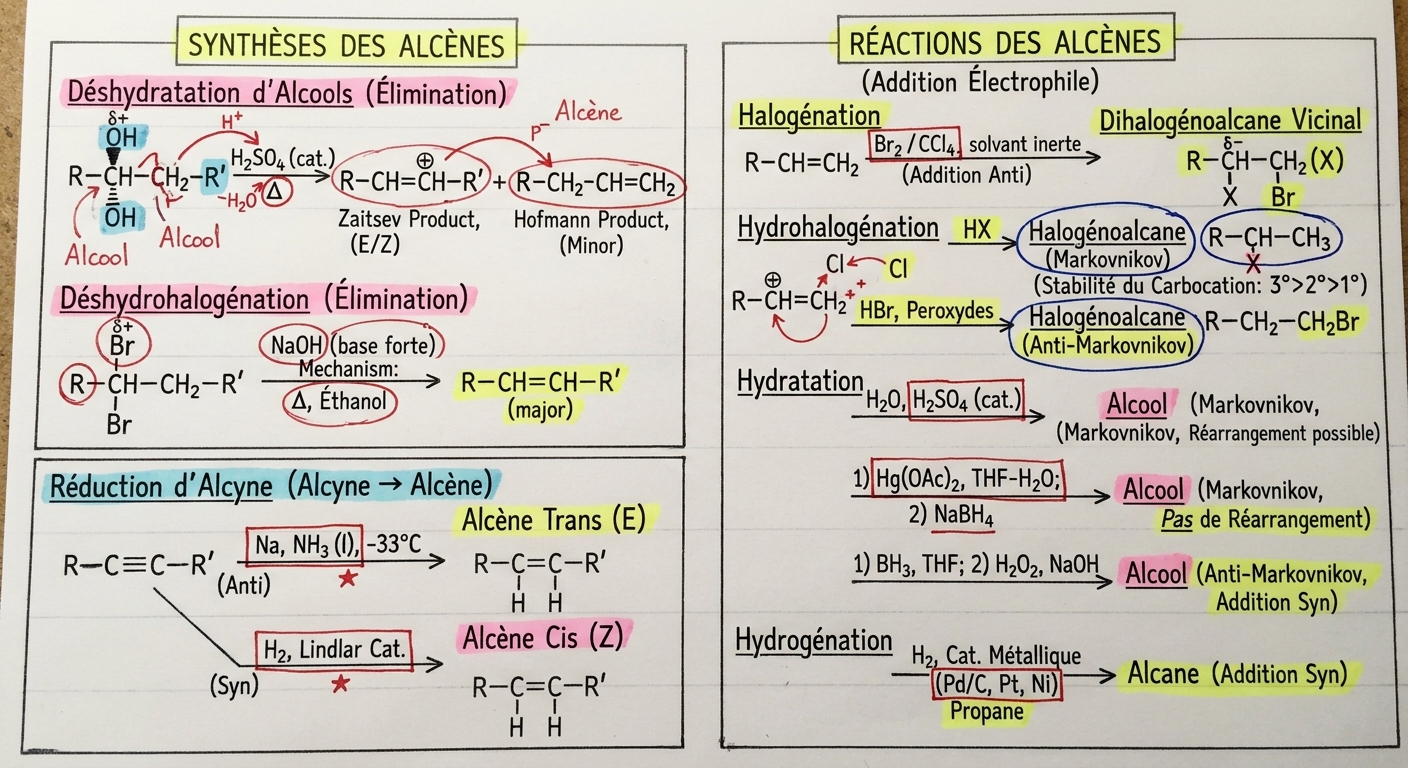 SYNTHÈSES DES ALCÈNES
Déshydratation d'Alcools (Élimination)
δ+
OH
H⁺
R–CH–CH₂–R'
OH
H₂SO₄ (cat.)
–H₂O
Δ
Alcool
Alcool
⊕
R–CH=CH–R' + R–CH₂–CH=CH₂
P⁻
Alcène
Zaitsev Product,
(E/Z)
Hofmann Product,
(Minor)
Déshydrohalogénation (Élimination)
δ+
Br
R–CH–CH₂–R'
Br
NaOH (base forte)
Mechanism:
Δ, Éthanol
R–CH=CH–R'
(major)
Réduction d'Alcyne (Alcyne → Alcène)
R–C≡C–R'
Na, NH₃ (l), –33°C
(Anti)
★
Alcène Trans (E)
R–C=C–R'
H H
H₂, Lindlar Cat.
(Syn)
★
Alcène Cis (Z)
R–C=C–R'
H H
RÉACTIONS DES ALCÈNES
(Addition Électrophile)
Halogénation
R–CH=CH₂
Br₂ / CCl₄, solvant inerte
(Addition Anti)
Dihalogénoalcane Vicinal
δ–
R–CH–CH₂(X)
X
Br
Hydrohalogénation
HX
Halogénoalcane
(Markovnikov)
R–CH–CH₃
X
(Stabilité du Carbocation: 3°>2°>1°)
Cl
Cl
⊕
R–CH=CH₂
+ +
HBr, Peroxydes
Halogénoalcane
(Anti-Markovnikov)
R–CH₂–CH₂Br
Hydratation
H₂O, H₂SO₄ (cat.)
Alcool (Markovnikov,
(Markovnikov, Réarrangement possible)
1) Hg(OAc)₂, THF–H₂O;
2) NaBH₄
Alcool (Markovnikov,
Pas de Réarrangement)
1) BH₃, THF; 2) H₂O₂, NaOH
Alcool (Anti-Markovnikov,
Addition Syn)
Hydrogénation
H₂, Cat. Métallique
(Pd/C, Pt, Ni)
Propane
Alcane (Addition Syn)